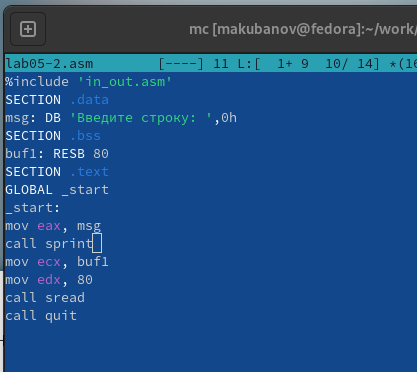 mc [makubanov@fedora]:~/work/
lab05-2.asm [----] 11 L:[ 1+ 9 10/ 14] *(16
%include 'in_out.asm'
SECTION .data
msg: DB 'Введите строку: ',0h
SECTION .bss
buf1: RESB 80
SECTION .text
GLOBAL _start
_start:
mov eax, msg
call sprint
mov ecx, buf1
mov edx, 80
call sread
call quit